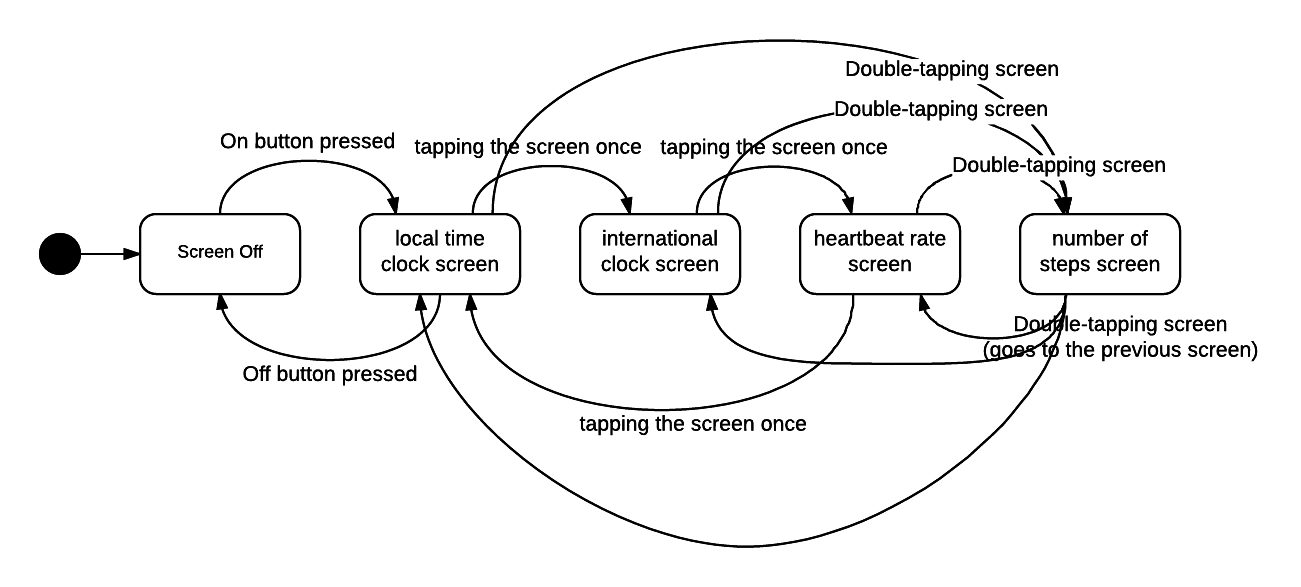 Double-tapping screen
Double-tapping screen
On button pressed
tapping the screen once
tapping the screen once
Double-tapping screen
Screen Off
local time
clock screen
international
clock screen
heartbeat rate
screen
number of
steps screen
Double-tapping screen
(goes to the previous screen)
Off button pressed
tapping the screen once